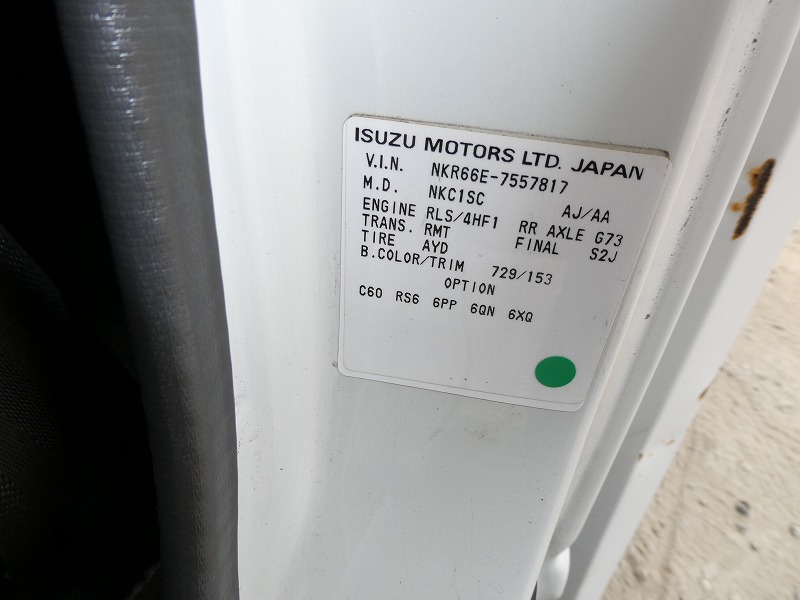 ISUZU MOTORS LTD. JAPAN
V.I.N. NKR66E-7557817
M.D. NKC1SC AJ/AA
ENGINE RLS/4HF1 RR AXLE G73
TRANS. RMT FINAL S2J
TIRE AYD
B.COLOR/TRIM 729/153
OPTION
C60 RS6 6PP 6QN 6XQ